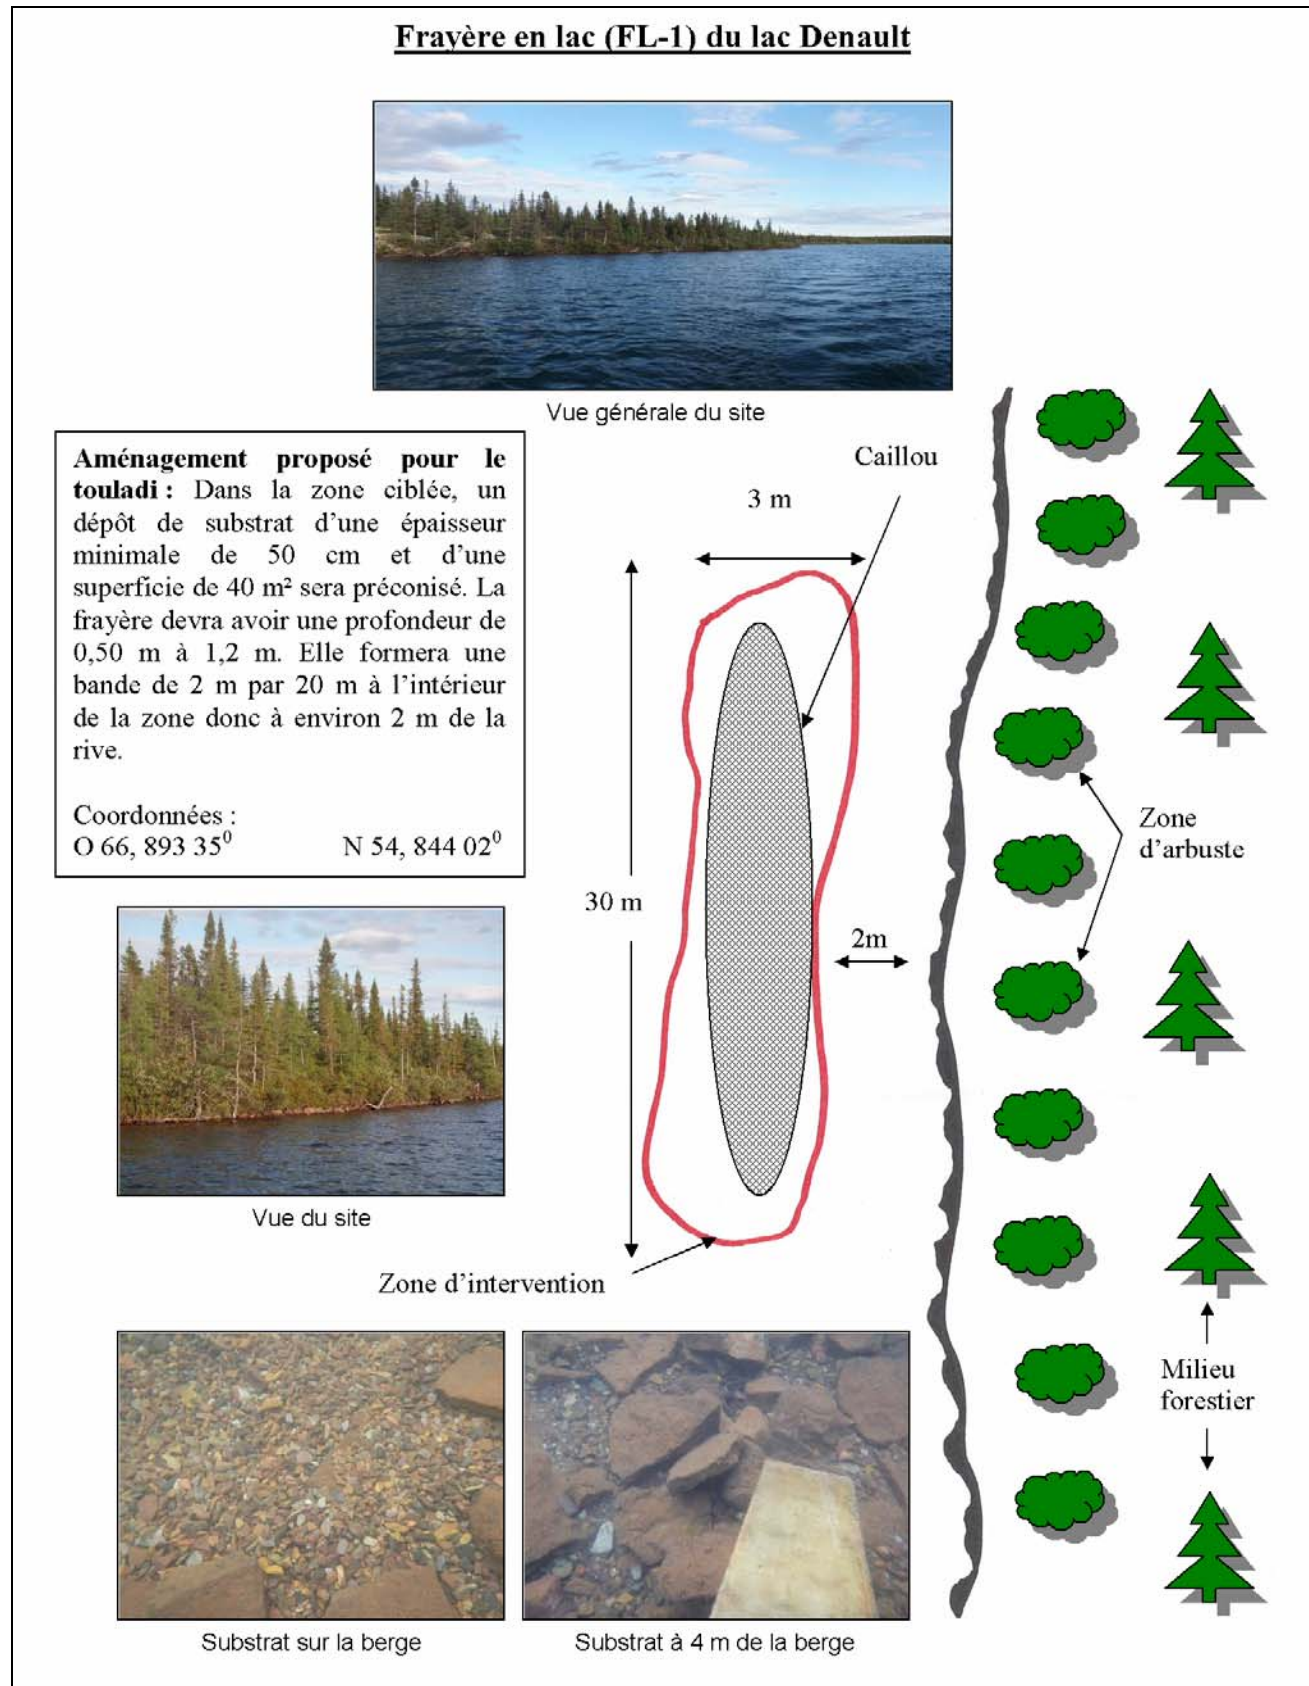 Frayère en lac (FL-1) du lac Denault
Vue générale du site
Aménagement proposé pour le
touladi : Dans la zone ciblée, un
dépôt de substrat d'une épaisseur
minimale de 50 cm et d'une
superficie de 40 m² sera préconisé. La
frayère devra avoir une profondeur de
0,50 m à 1,2 m. Elle formera une
bande de 2 m par 20 m à l'intérieur
de la zone donc à environ 2 m de la
rive.
Coordonnées :
O 66, 893 35⁰ N 54, 844 02⁰
Caillou
3 m
30 m
2m
Zone
d'arbuste
Vue du site
Zone d'intervention
Milieu
forestier
Substrat sur la berge
Substrat à 4 m de la berge